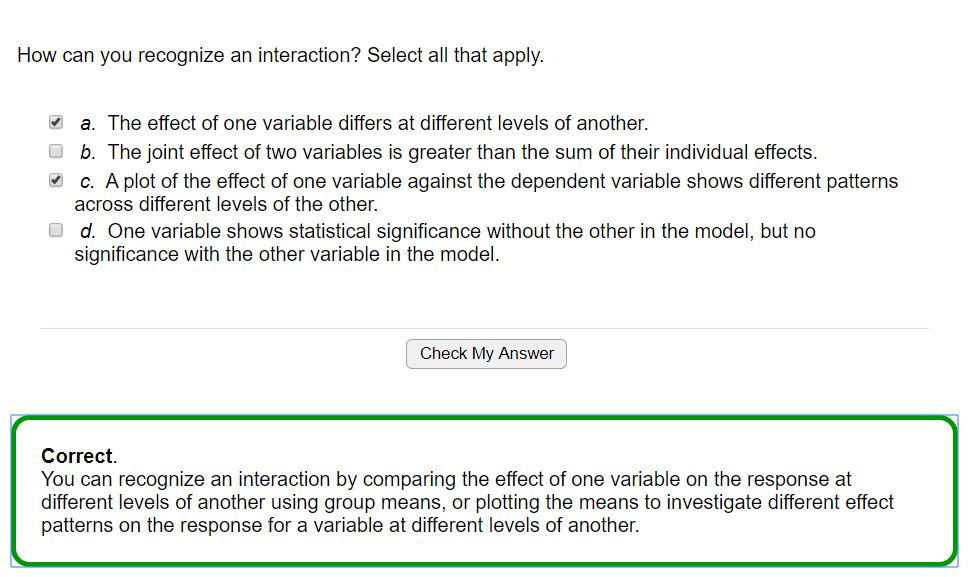 How can you recognize an interaction? Select all that apply.
a. The effect of one variable differs at different levels of another.
b. The joint effect of two variables is greater than the sum of their individual effects.
c. A plot of the effect of one variable against the dependent variable shows different patterns
across different levels of the other.
d. One variable shows statistical significance without the other in the model, but no
significance with the other variable in the model.
Check My Answer
Correct.
You can recognize an interaction by comparing the effect of one variable on the response at
different levels of another using group means, or plotting the means to investigate different effect
patterns on the response for a variable at different levels of another.